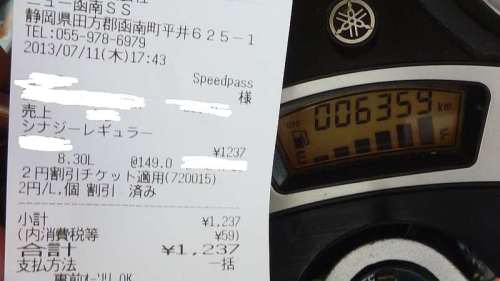 ニュー函南SS
静岡県田方郡函南町平井625-1
TEL:055-978-6979
2013/07/11(木)17:43
Speedpass
様
売上
シナジーレギュラー
¥1237
8.30L @149.0
2円割引チケット適用(720015)
2円/L,個 割引 済み
小計 ¥1,237
(内消費税等 ¥59)
合計 ¥1,237
支払方法 一括
006359 km
E F